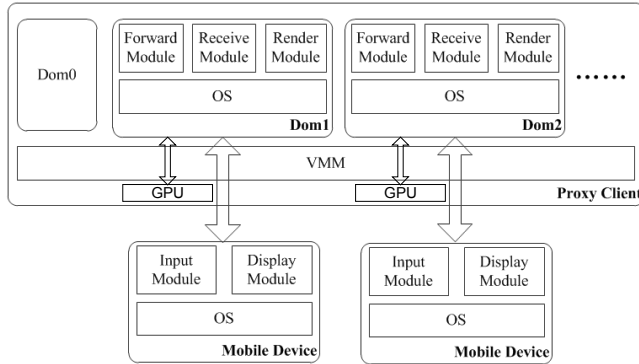 Forward Module
Receive Module
Render Module
Forward Module
Receive Module
Render Module
Dom0
......
OS
OS
Dom1
Dom2
VMM
GPU
GPU
Proxy Client
Input Module
Display Module
Input Module
Display Module
OS
OS
Mobile Device
Mobile Device